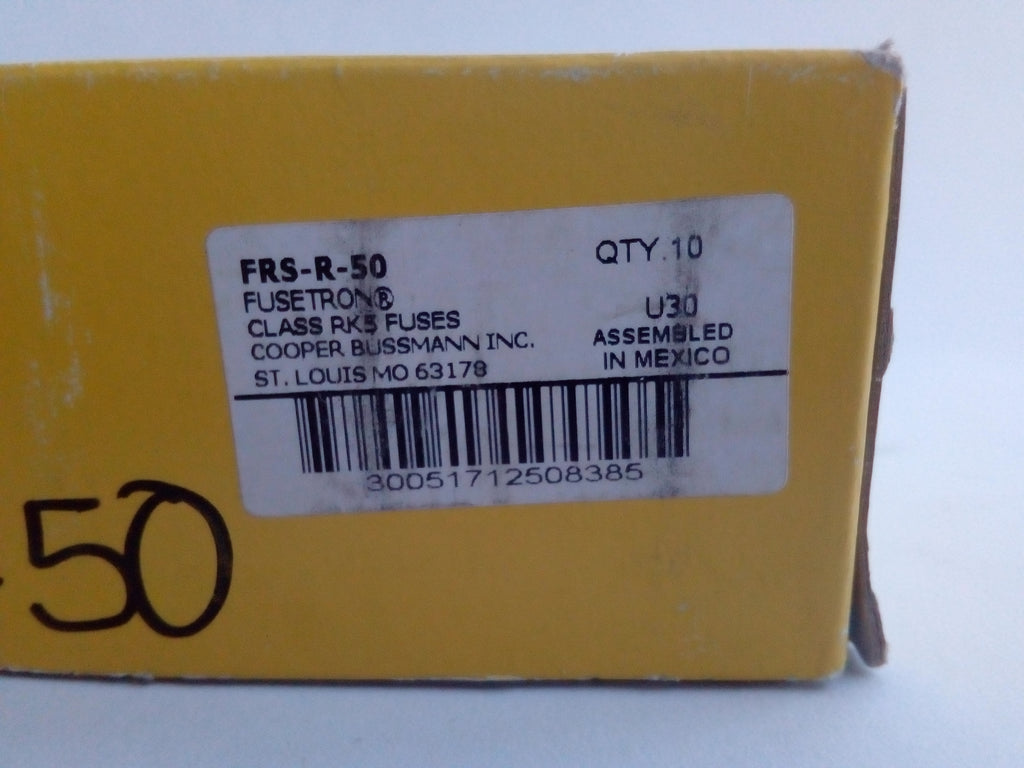 FRS-R-50
QTY.10
FUSETRON®
U30
CLASS RK5 FUSES
ASSEMBLED
COOPER BUSSMANN INC.
IN MEXICO
ST. LOUIS MO 63178
30051712508385
-50